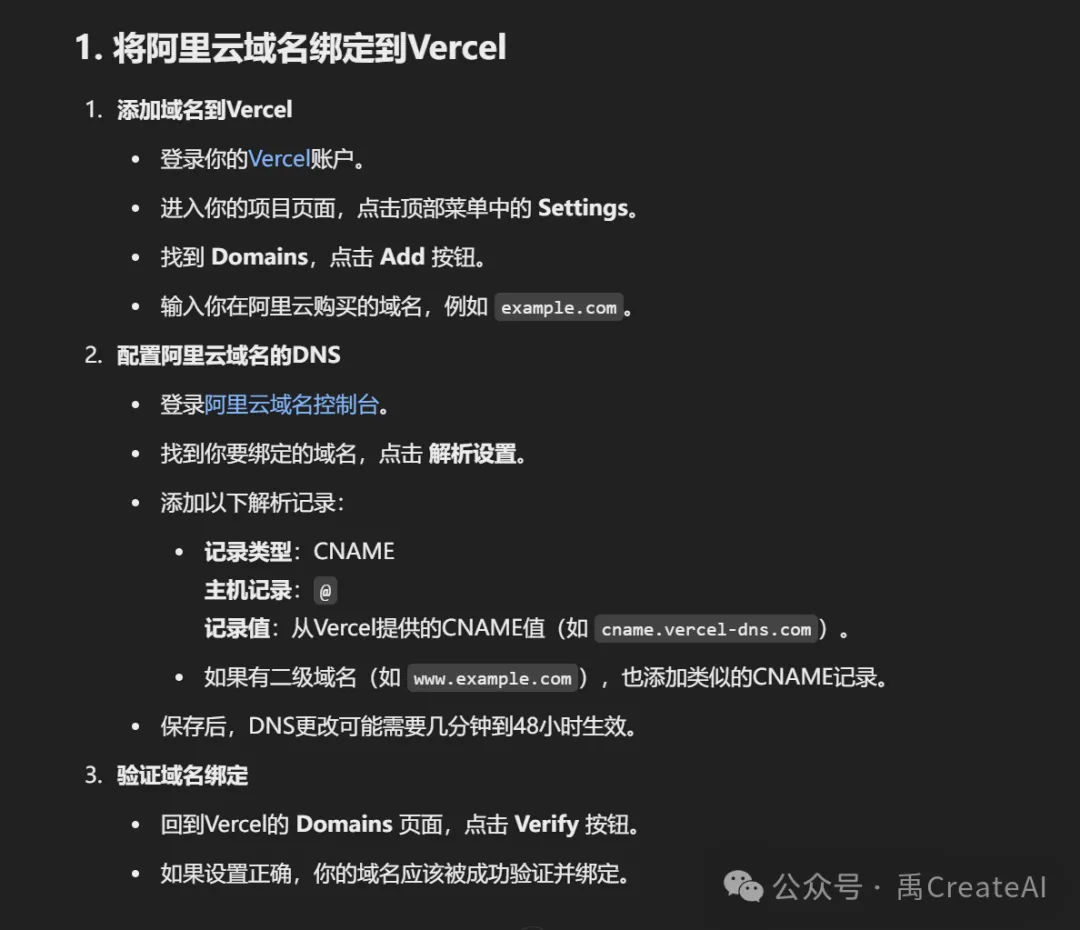 1. 将阿里云域名绑定到Vercel
1. 添加域名到Vercel
• 登录你的Vercel账户。
• 进入你的项目页面，点击顶部菜单中的 Settings。
• 找到 Domains，点击 Add 按钮。
• 输入你在阿里云购买的域名，例如 example.com。
2. 配置阿里云域名的DNS
• 登录阿里云域名控制台。
• 找到你要绑定的域名，点击 解析设置。
• 添加以下解析记录：
• 记录类型：CNAME
主机记录：@
记录值：从Vercel提供的CNAME值（如 cname.vercel-dns.com）。
• 如果有二级域名（如 www.example.com），也添加类似的CNAME记录。
• 保存后，DNS更改可能需要几分钟到48小时生效。
3. 验证域名绑定
• 回到Vercel的 Domains 页面，点击 Verify 按钮。
• 如果设置正确，你的域名应该被成功验证并绑定。
公众号 · 禹CreateAI